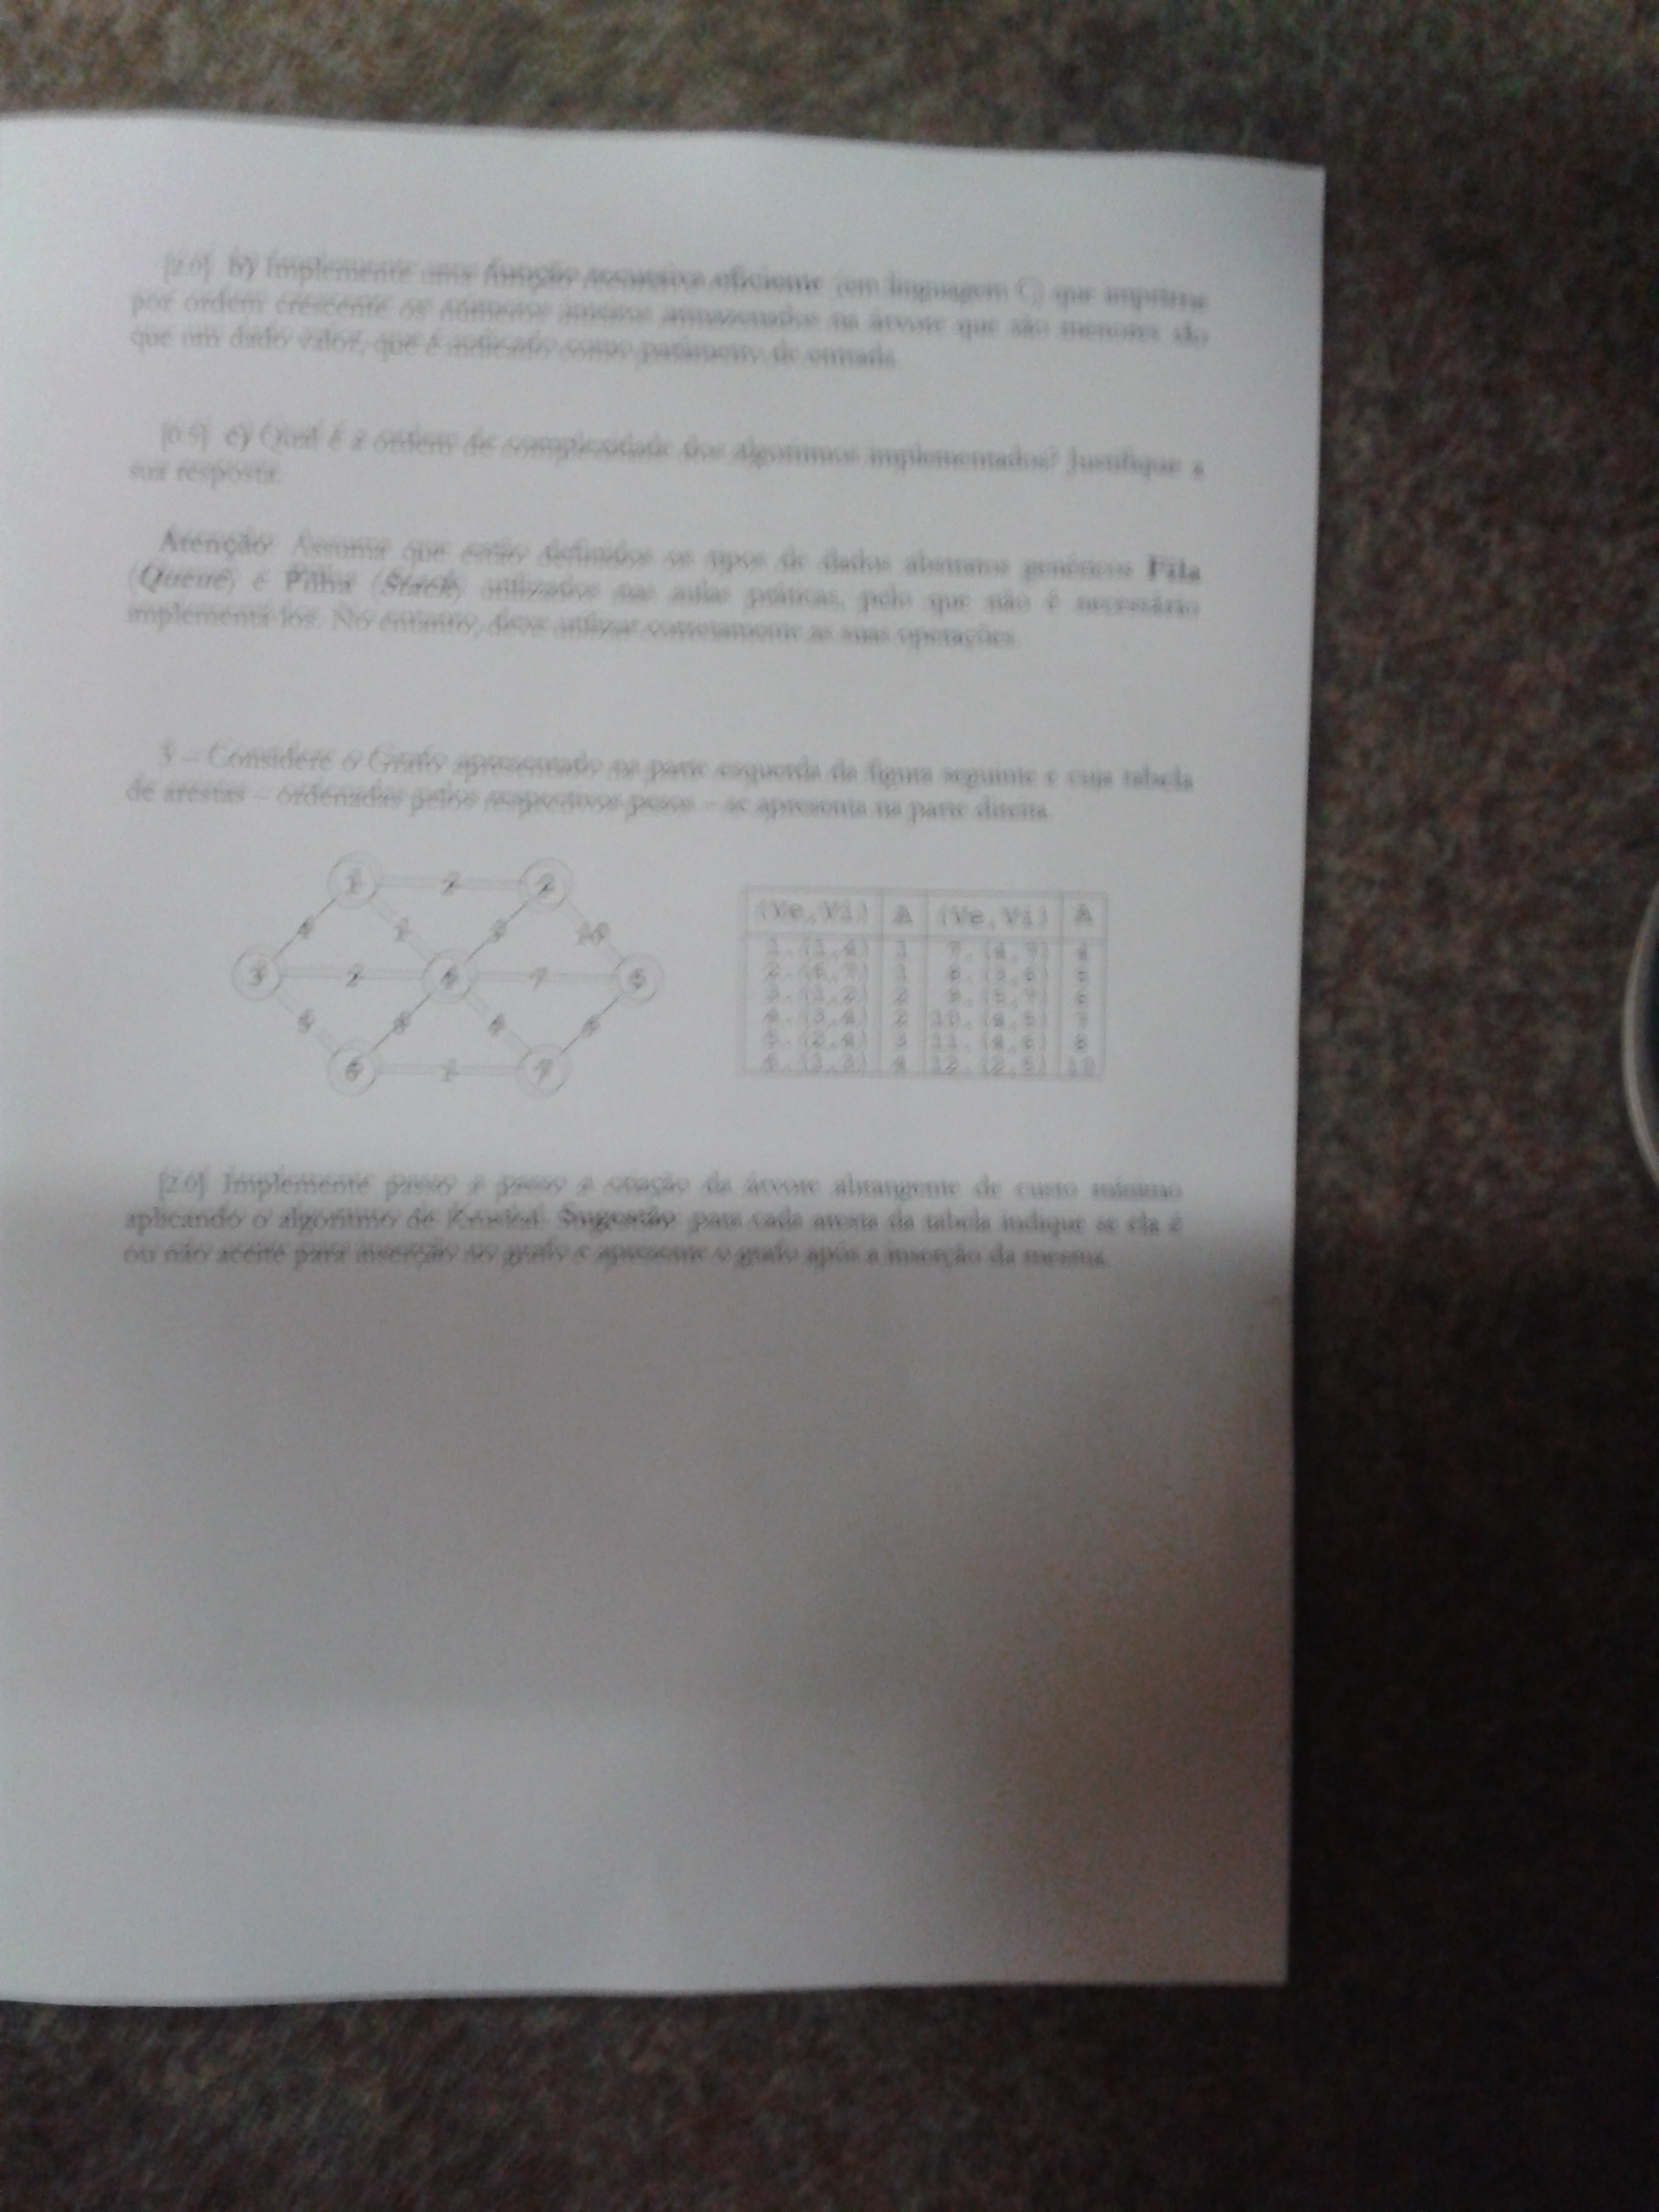 [2.0] b) Implemente uma função recursiva eficiente (em linguagem C) que imprime
por ordem crescente os números inteiros armazenados na árvore que são menores do
que um dado valor, que é indicado como parâmetro de entrada.
[0.5] c) Qual é a ordem de complexidade dos algoritmos implementados? Justifique a
sua resposta.
Atenção: Assuma que estão definidos os tipos de dados abstratos genéricos Fila
(Queue) e Pilha (Stack) utilizados nas aulas práticas, pelo que não é necessário
implementá-los. No entanto, deve utilizar corretamente as suas operações.
3 – Considere o Grafo apresentado na parte esquerda da figura seguinte e cuja tabela
de arestas – ordenadas pelos respectivos pesos – se apresenta na parte direita.
1 2 2
4 1 3 10
3 2 4 7 5
5 8 4 6
6 1 7
(Ve,Vi) A (Ve,Vi) A
1. (1,4) 1 7. (4,7) 4
2. (6,7) 1 8. (3,6) 5
3. (1,2) 2 9. (5,7) 6
4. (3,4) 2 10. (4,5) 7
5. (2,4) 3 11. (4,6) 8
6. (1,3) 4 12. (2,5) 10
[2.0] Implemente passo a passo a criação da árvore abrangente de custo mínimo
aplicando o algoritmo de Kruskal. Sugestão: para cada aresta da tabela indique se ela é
ou não aceite para inserção no grafo e apresente o grafo após a inserção da mesma.